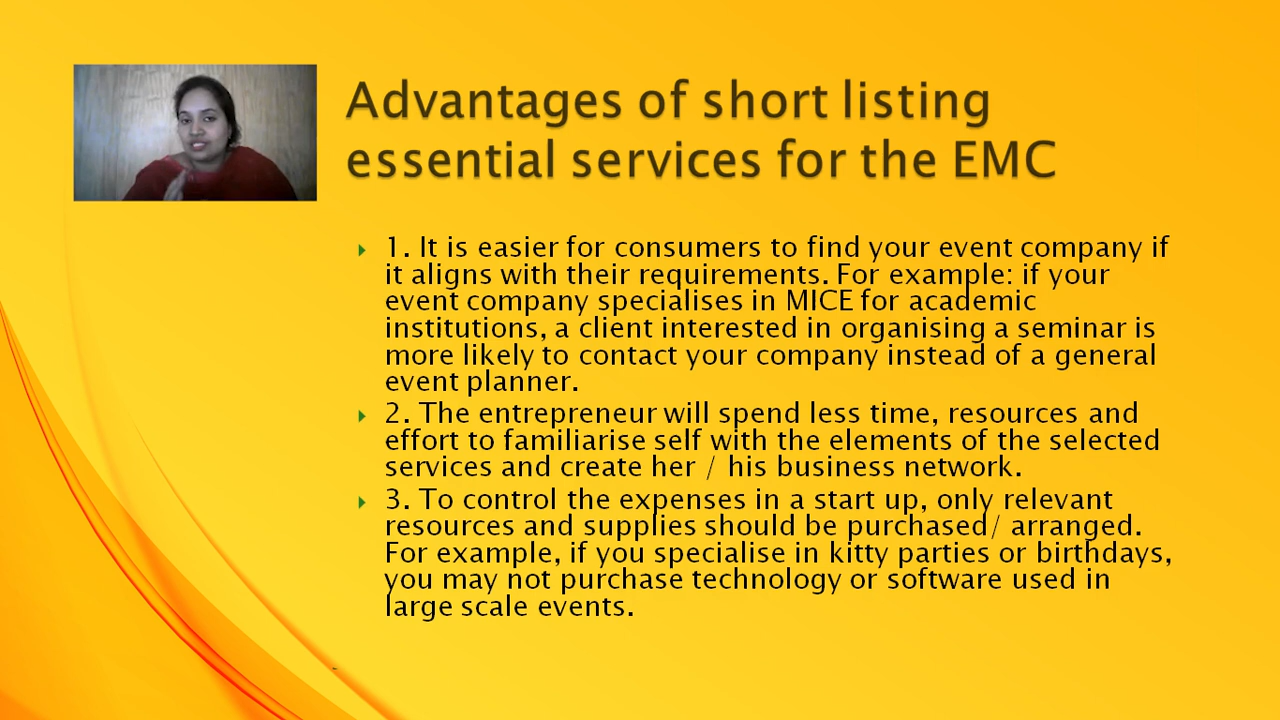 Advantages of short listing
essential services for the EMC
1. It is easier for consumers to find your event company if
it aligns with their requirements. For example: if your
event company specialises in MICE for academic
institutions, a client interested in organising a seminar is
more likely to contact your company instead of a general
event planner.
2. The entrepreneur will spend less time, resources and
effort to familiarise self with the elements of the selected
services and create her / his business network.
3. To control the expenses in a start up, only relevant
resources and supplies should be purchased/ arranged.
For example, if you specialise in kitty parties or birthdays,
you may not purchase technology or software used in
large scale events.